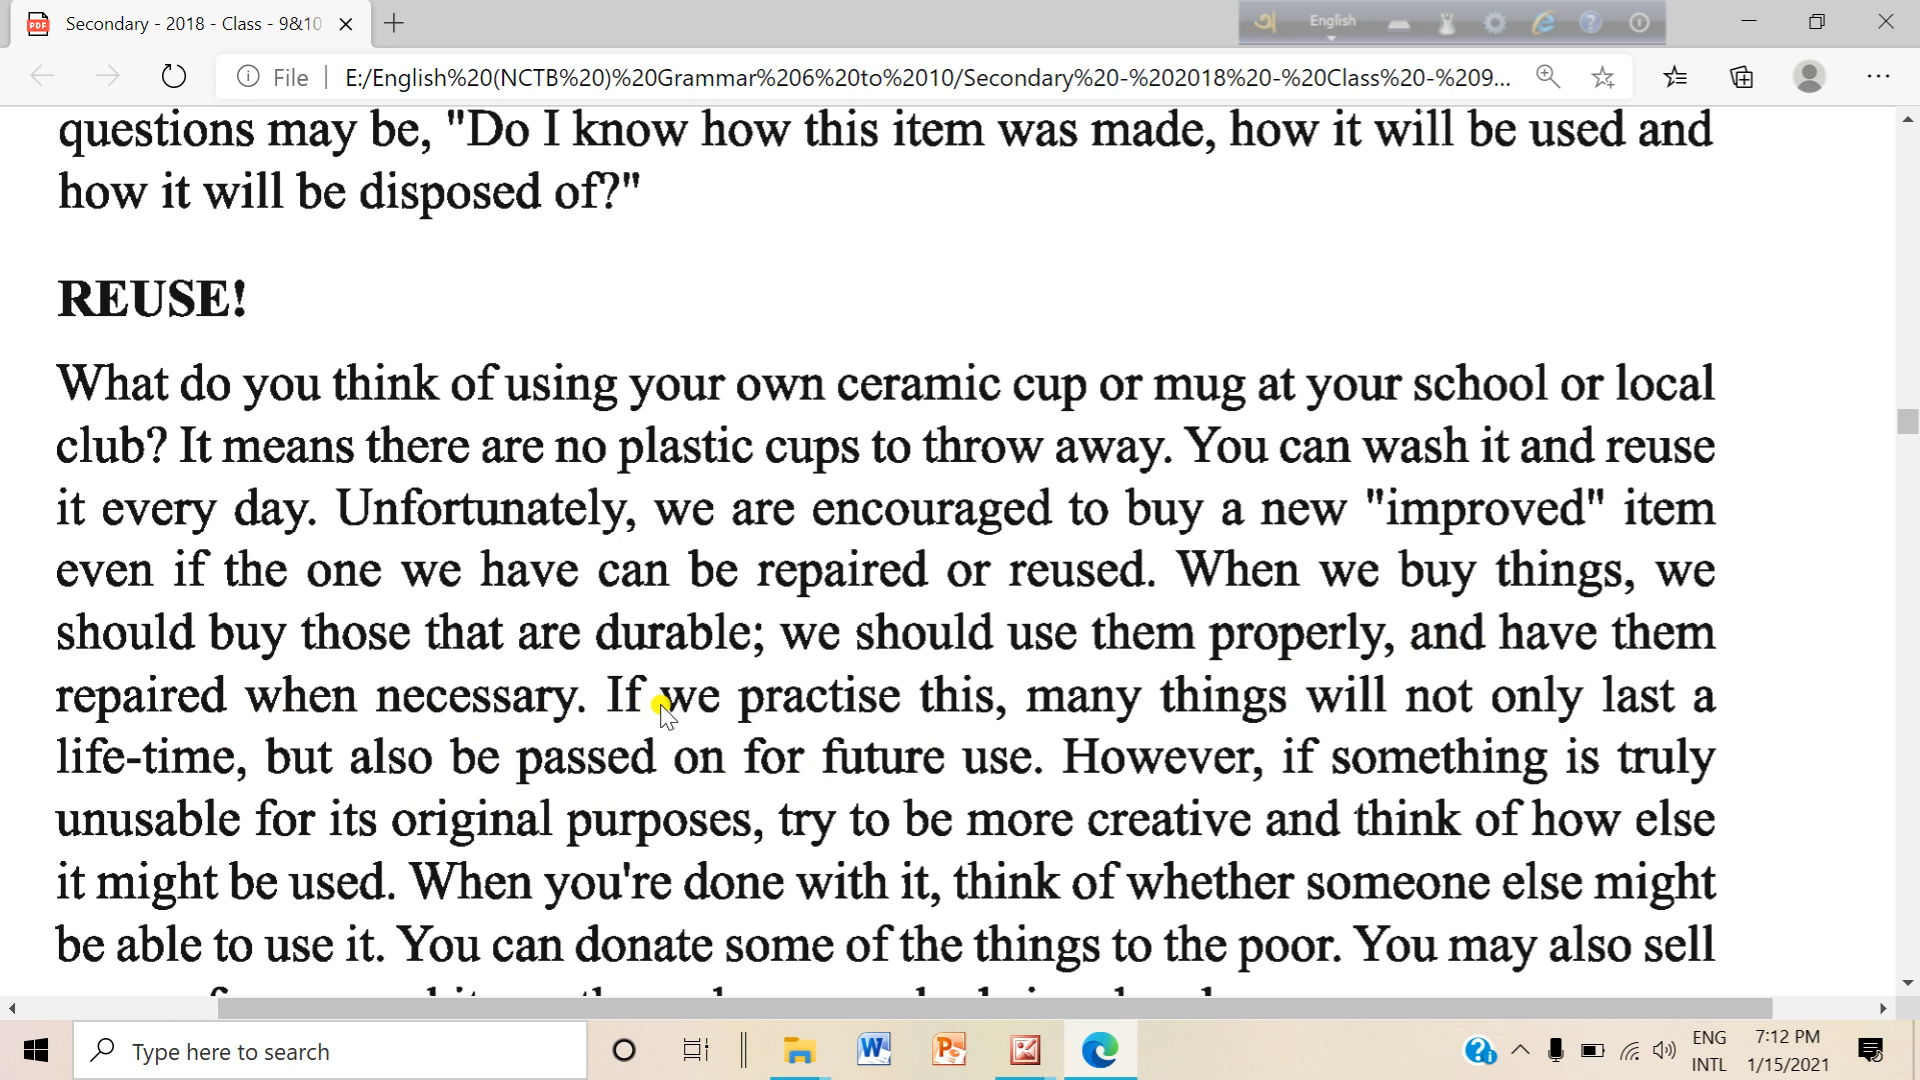 Secondary - 2018 - Class - 9&10
English
File
E:/English%20(NCTB%20)%20Grammar%206%20to%2010/Secondary%20-%202018%20-%20Class%20-%209...
questions may be, "Do I know how this item was made, how it will be used and
how it will be disposed of?"
REUSE!
What do you think of using your own ceramic cup or mug at your school or local
club? It means there are no plastic cups to throw away. You can wash it and reuse
it every day. Unfortunately, we are encouraged to buy a new "improved" item
even if the one we have can be repaired or reused. When we buy things, we
should buy those that are durable; we should use them properly, and have them
repaired when necessary. If we practise this, many things will not only last a
life-time, but also be passed on for future use. However, if something is truly
unusable for its original purposes, try to be more creative and think of how else
it might be used. When you're done with it, think of whether someone else might
be able to use it. You can donate some of the things to the poor. You may also sell
Type here to search
ENG
INTL
7:12 PM
1/15/2021